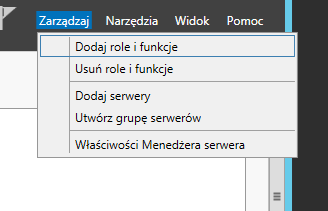 Zarządzaj Narzędzia Widok Pomoc
Dodaj role i funkcje
Usuń role i funkcje
Dodaj serwery
Utwórz grupę serwerów
Właściwości Menedżera serwera